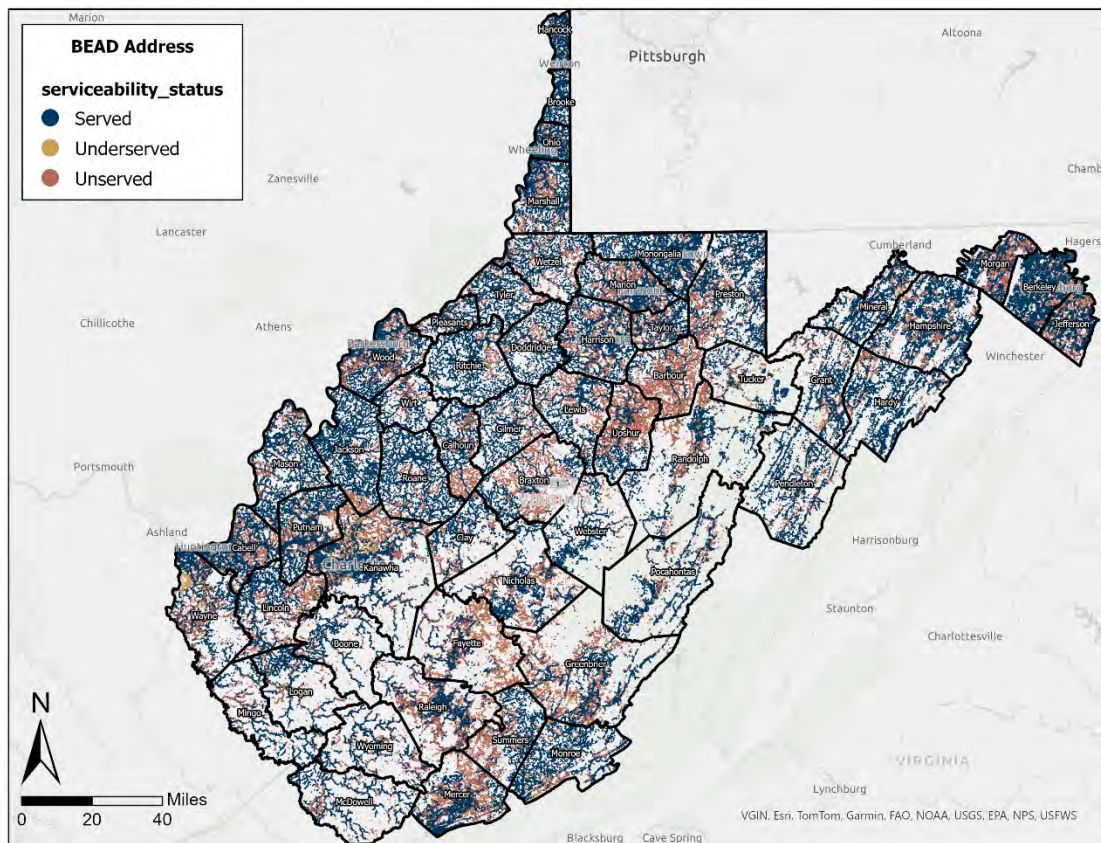 BEAD Address
serviceability_status
Served
Underserved
Unserved
Marion
Pittsburgh
Altoona
Hancock
Weirton
Brooke
Ohio
Wheeling
Zanesville
Marshall
Lancaster
Cumberland
Wetzel
Monongalia
Marion
Morgan
Berkeley
Jefferson
Tyler
Preston
Mineral
Hampshire
Chillicothe
Athens
Pleasants
Taylor
Wood
Doddridge
Harrison
Winchester
Ritchie
Barbour
Tucker
Grant
Hardy
Wirt
Lewis
Upshur
Calhoun
Gilmer
Randolph
Portsmouth
Mason
Jackson
Roane
Braxton
Pendleton
Ashland
Putnam
Webster
Harrisonburg
Cabell
Clay
Kanawha
Pocahontas
Nicholas
Staunton
Wayne
Lincoln
Charlottesville
Boone
Fayette
Greenbrier
Logan
Raleigh
Mingo
Summers
Wyoming
Monroe
VIRGINIA
Mercer
McDowell
Lynchburg
Blacksburg
Cave Spring
N
Miles
0 20 40
VGIN, Esri, TomTom, Garmin, FAO, NOAA, USGS, EPA, NPS, USFWS